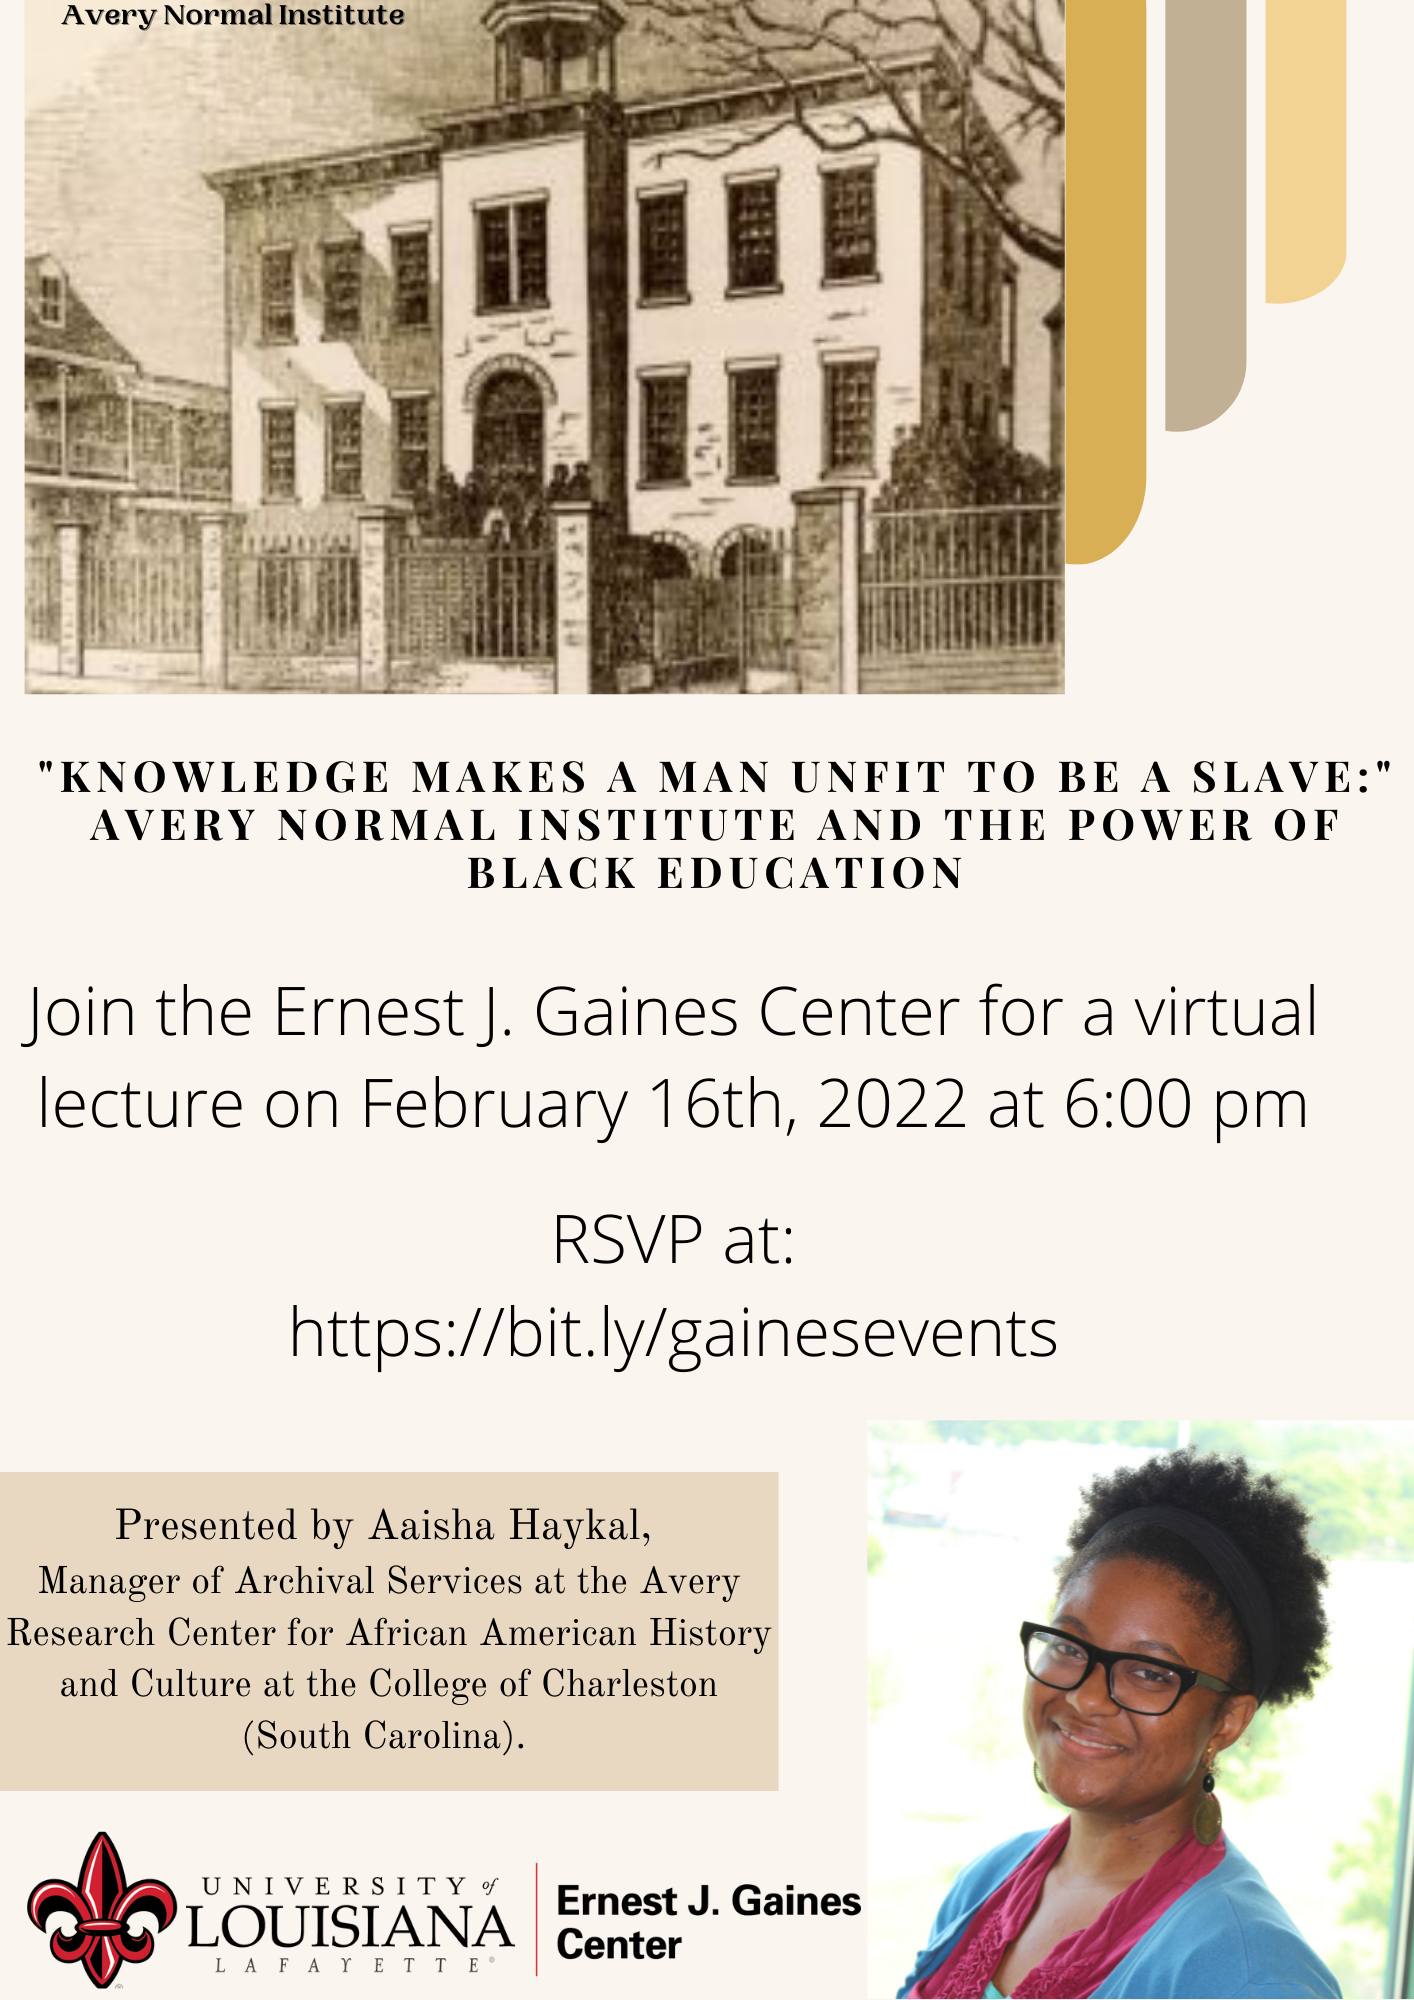 Avery Normal Institute
"KNOWLEDGE MAKES A MAN UNFIT TO BE A SLAVE:"
AVERY NORMAL INSTITUTE AND THE POWER OF
BLACK EDUCATION
Join the Ernest J. Gaines Center for a virtual
lecture on February 16th, 2022 at 6:00 pm
RSVP at:
https://bit.ly/gainesevents
Presented by Aaisha Haykal,
Manager of Archival Services at the Avery
Research Center for African American History
and Culture at the College of Charleston
(South Carolina).
UNIVERSITY of
LOUISIANA
LAFAYETTE®
Ernest J. Gaines
Center